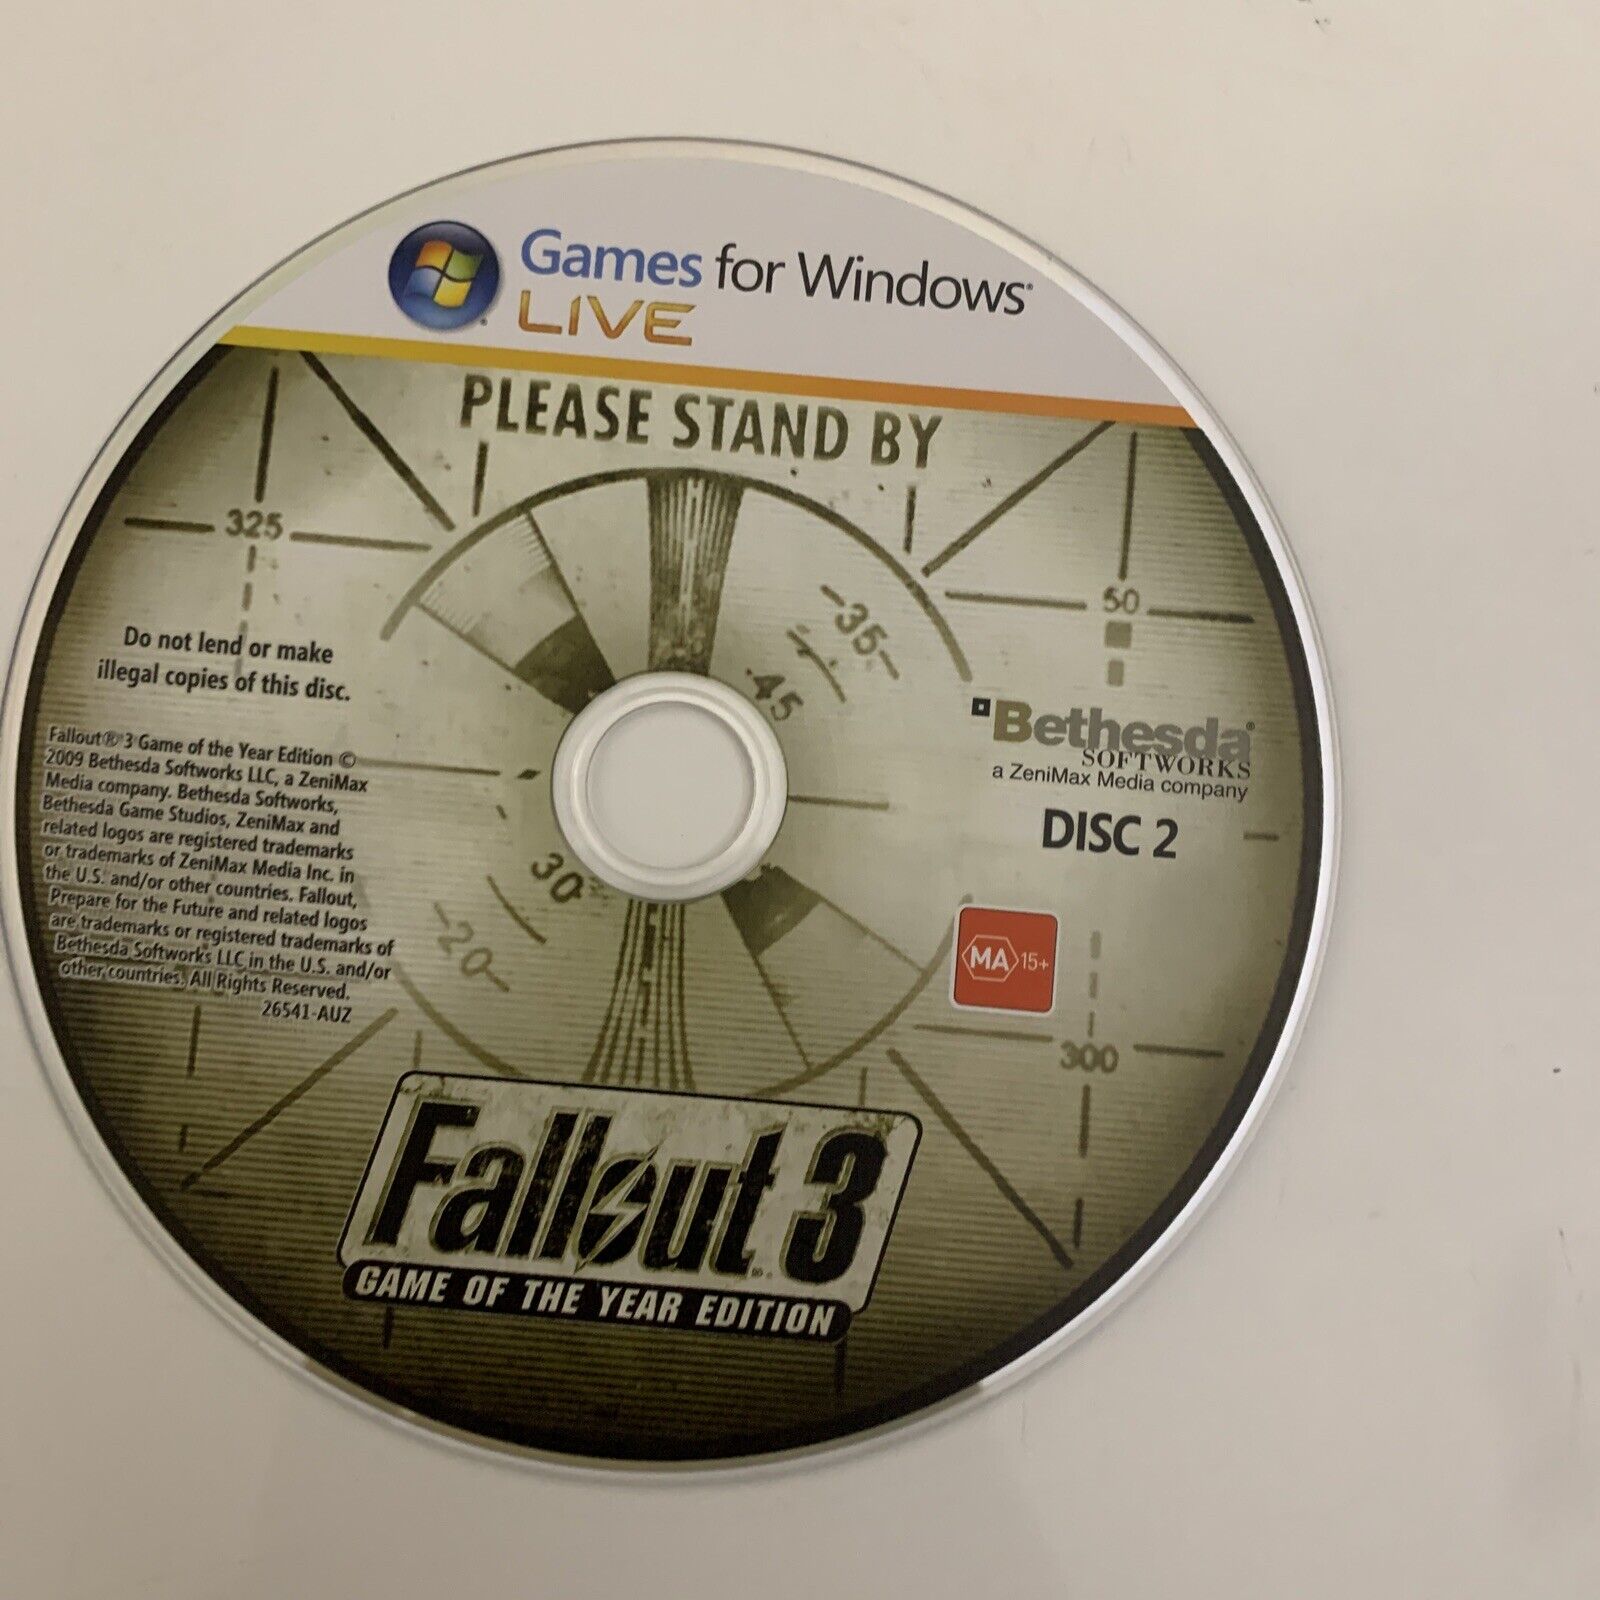 Games for Windows®
LIVE
PLEASE STAND BY
325
50
-35-
45
Do not lend or make
illegal copies of this disc.
Bethesda®
SOFTWORKS
a ZeniMax Media company
DISC 2
Fallout® 3 Game of the Year Edition ©
2009 Bethesda Softworks LLC, a ZeniMax
Media company. Bethesda Softworks,
Bethesda Game Studios, ZeniMax and
related logos are registered trademarks
or trademarks of ZeniMax Media Inc. in
the U.S. and/or other countries. Fallout,
Prepare for the Future and related logos
are trademarks or registered trademarks of
Bethesda Softworks LLC in the U.S. and/or
other countries. All Rights Reserved.
26541-AUZ
30
-20-
MA 15+
300
Fallout 3
GAME OF THE YEAR EDITION